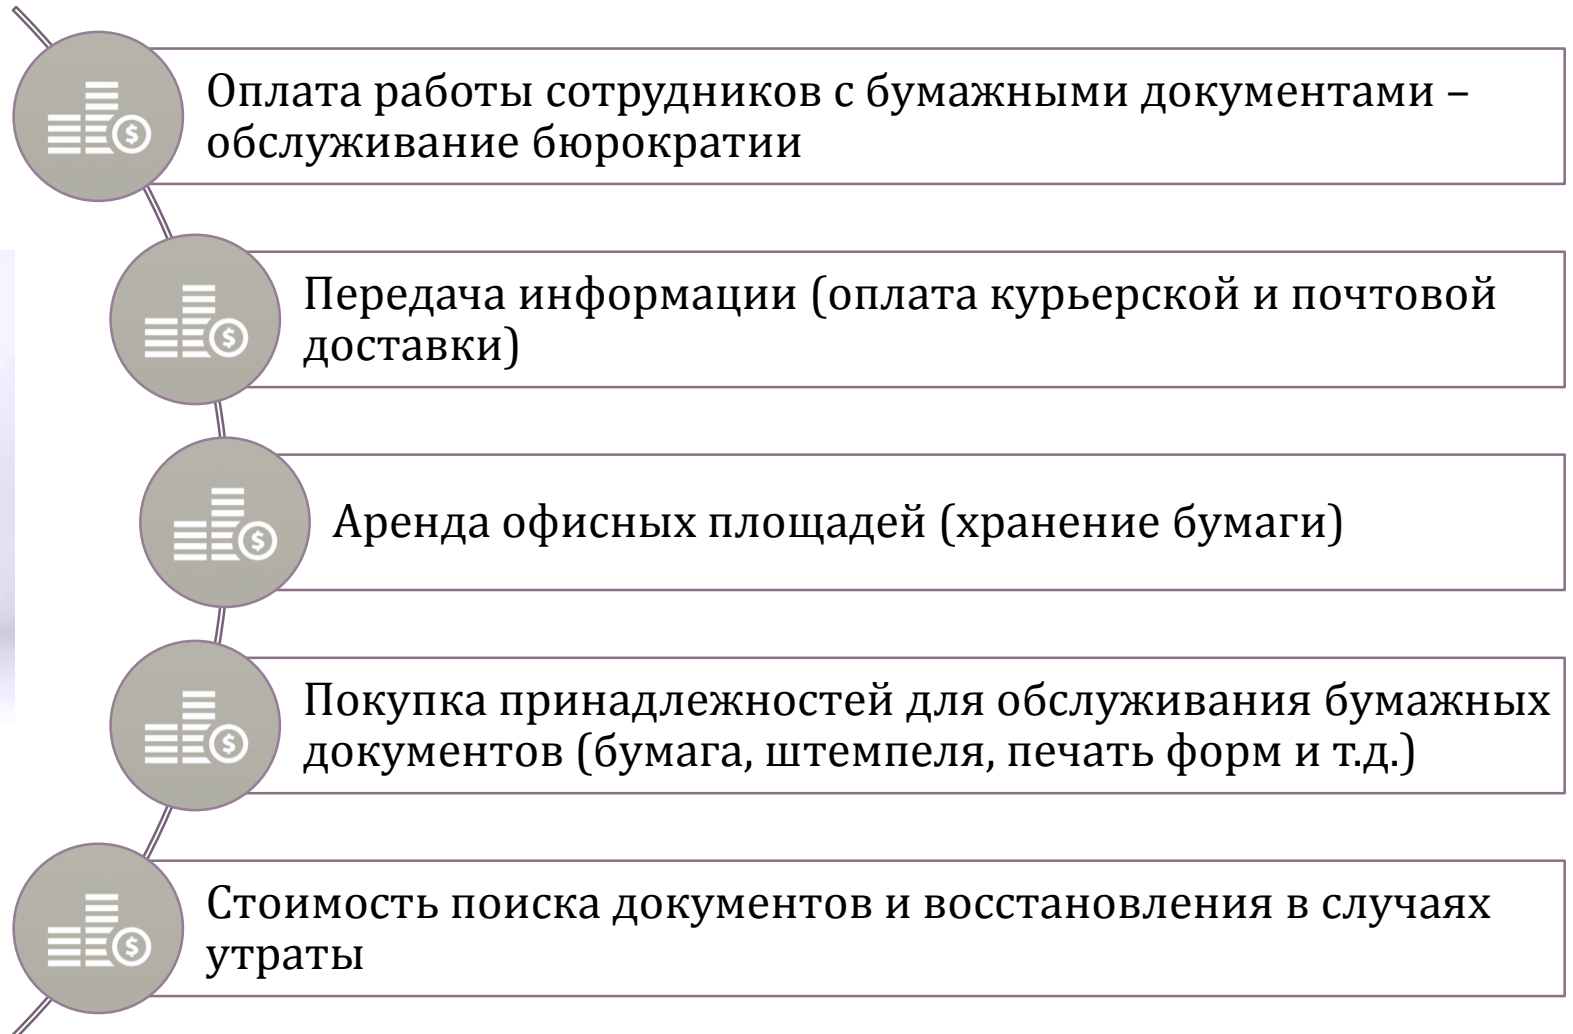 Оплата работы сотрудников с бумажными документами –
обслуживание бюрократии
Передача информации (оплата курьерской и почтовой
доставки)
Аренда офисных площадей (хранение бумаги)
Покупка принадлежностей для обслуживания бумажных
документов (бумага, штемпеля, печать форм и т.д.)
Стоимость поиска документов и восстановления в случаях
утраты